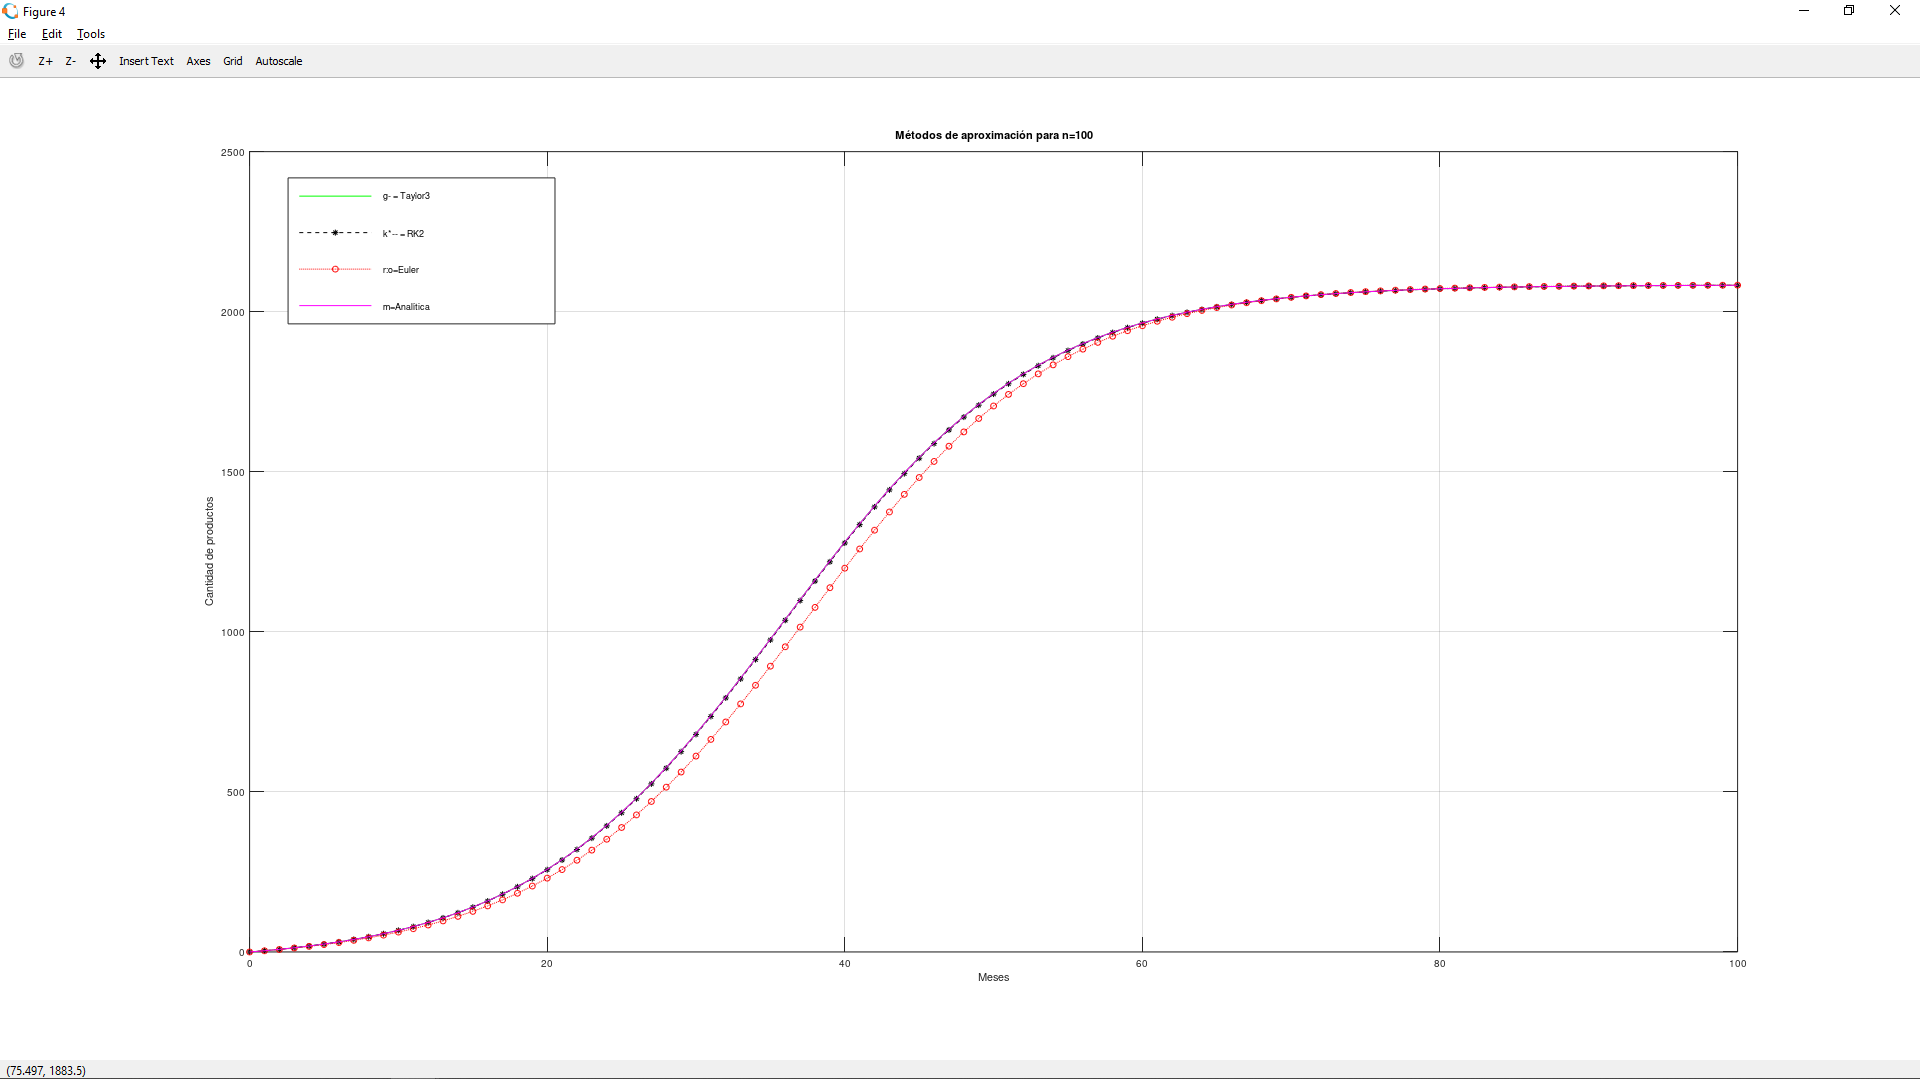 Figure 4
File Edit Tools
Z+ Z- Insert Text Axes Grid Autoscale
Métodos de aproximación para n=100
2500
2000
1500
1000
500
0
g- = Taylor3
k*-- = RK2
r:o=Euler
m=Analítica
Cantidad de productos
0 20 40 60 80 100
Meses
(75.497, 1883.5)